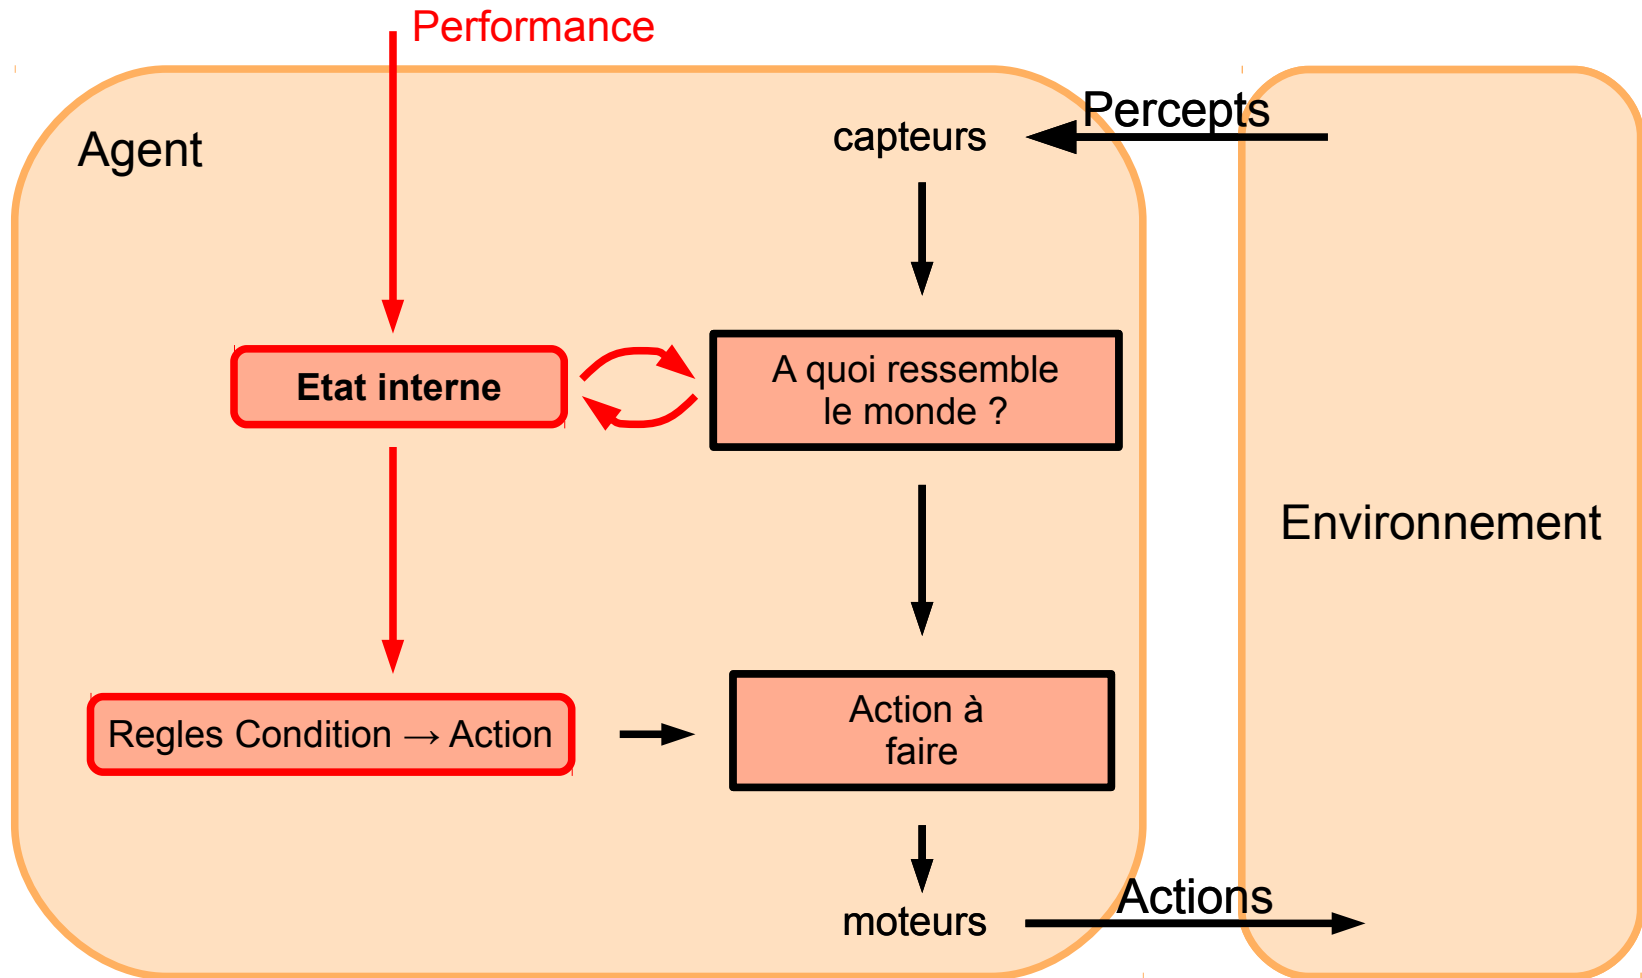 Performance
Percepts
Agent
capteurs
Etat interne
A quoi ressemble
le monde ?
Environnement
Regles Condition → Action
Action à
faire
moteurs
Actions